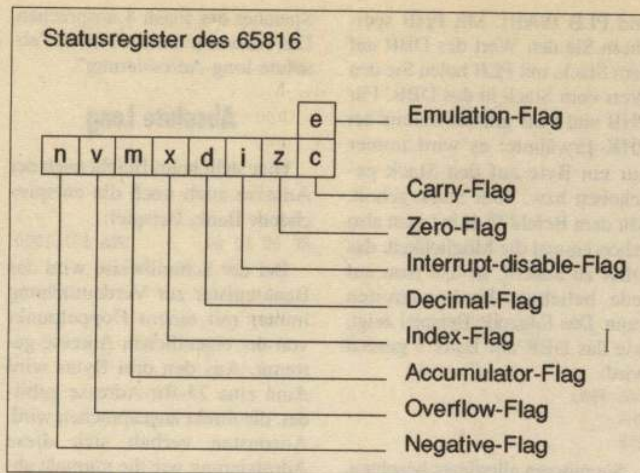 Statusregister des 65816
e
Emulation-Flag
n v m x d i z c
Carry-Flag
Zero-Flag
Interrupt-disable-Flag
Decimal-Flag
Index-Flag
Accumulator-Flag
Overflow-Flag
Negative-Flag